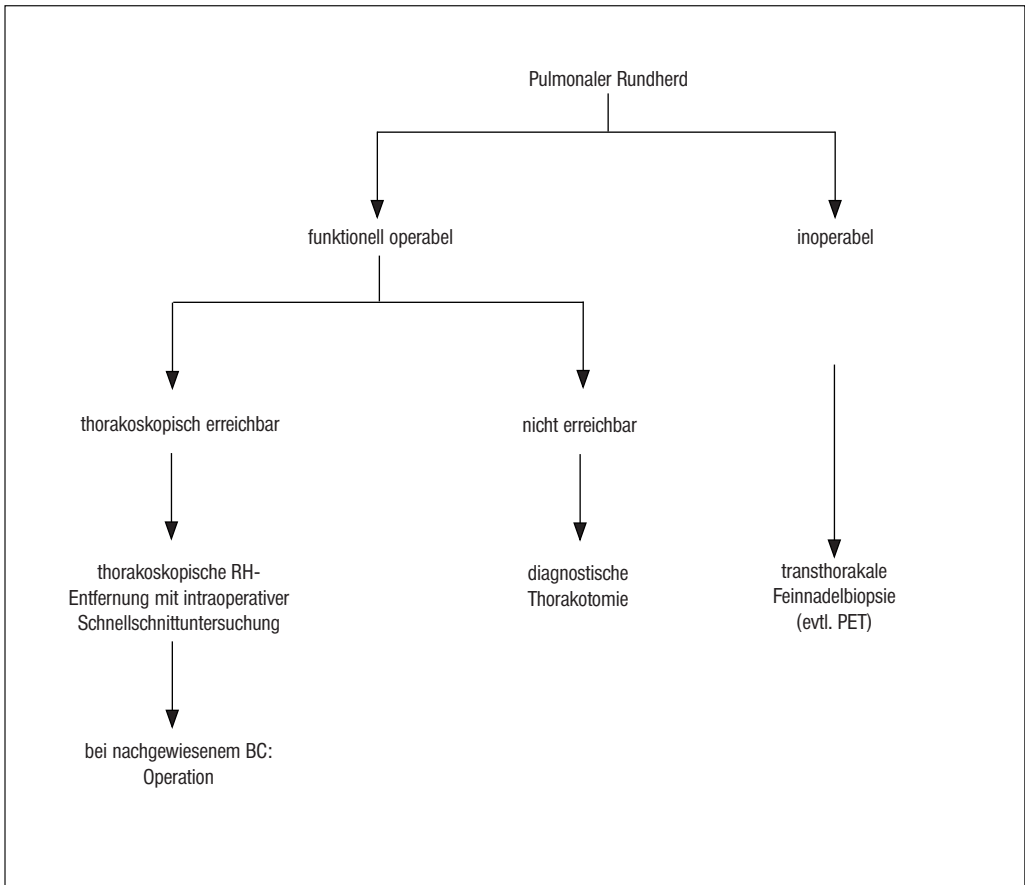 Pulmonaler Rundherd
funktionell operabel
inoperabel
thorakoskopisch erreichbar
nicht erreichbar
thorakoskopische RH-
Entfernung mit intraoperativer
Schnellschnittuntersuchung
diagnostische
Thorakotomie
transthorakale
Feinnadelbiopsie
(evtl. PET)
bei nachgewiesenem BC:
Operation